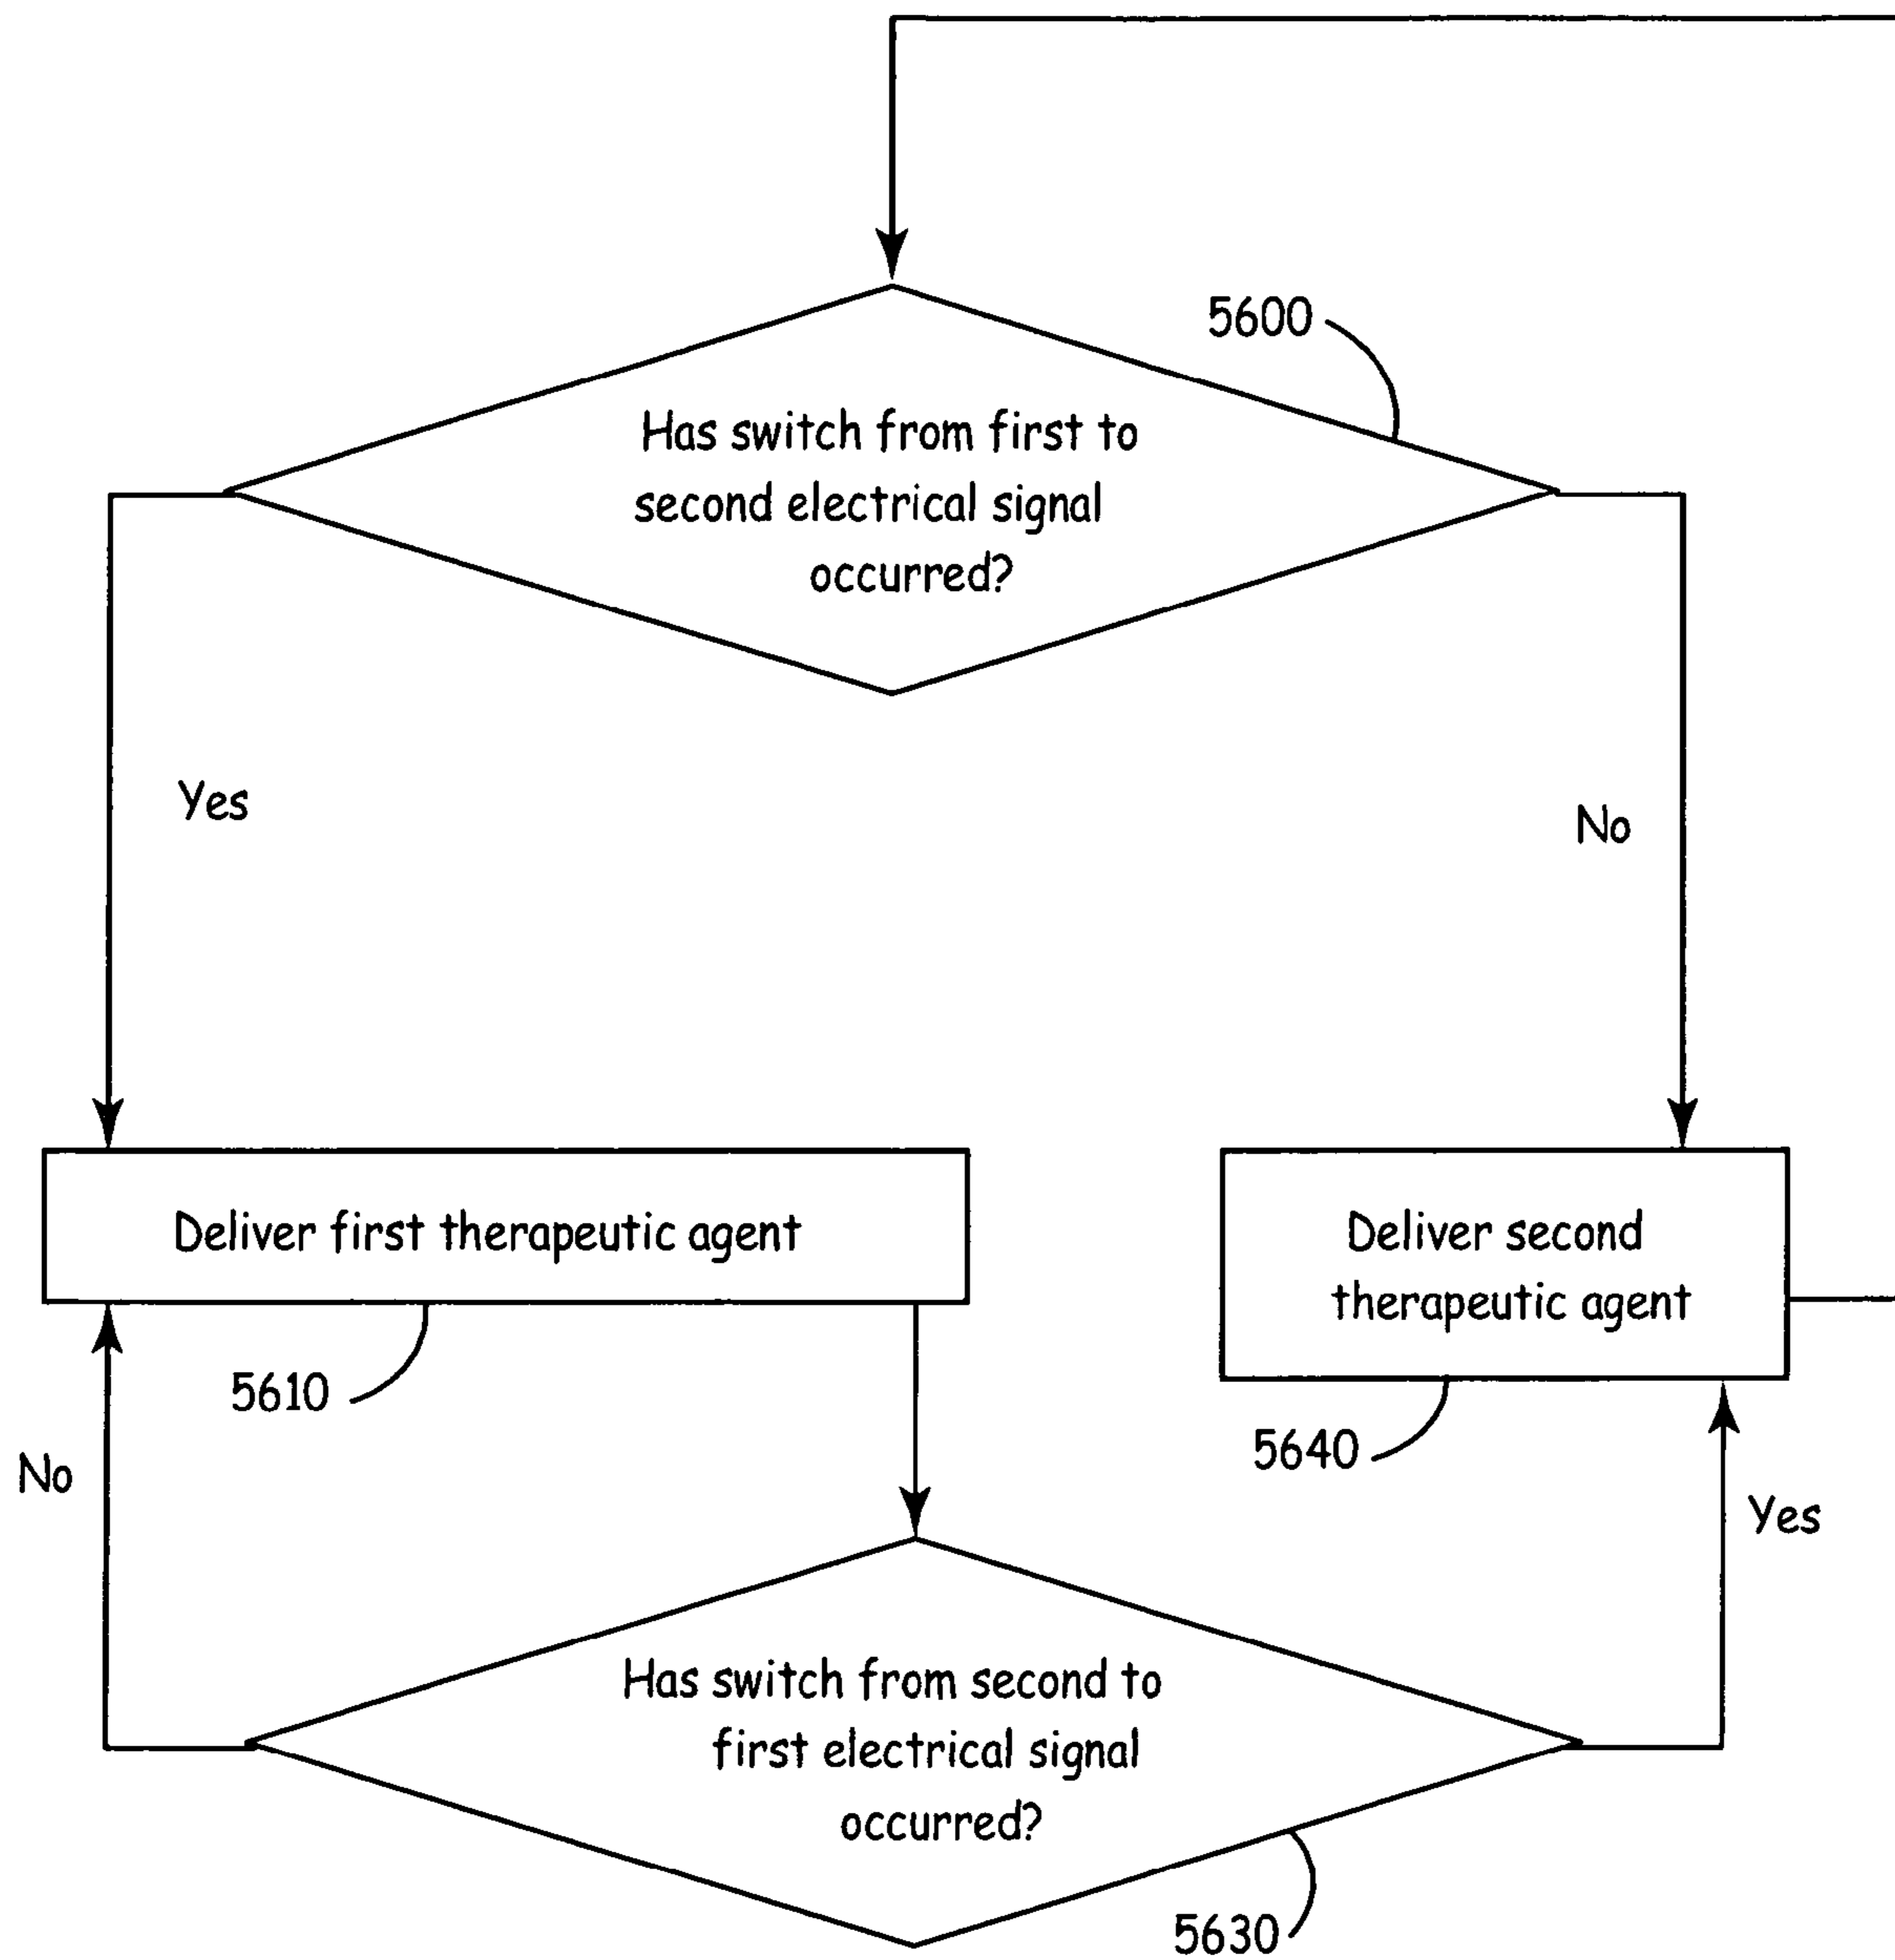 5600
Has switch from first to
second electrical signal
occurred?
Yes
No
Deliver first therapeutic agent
Deliver second
therapeutic agent
5610
5640
No
Yes
Has switch from second to
first electrical signal
occurred?
5630